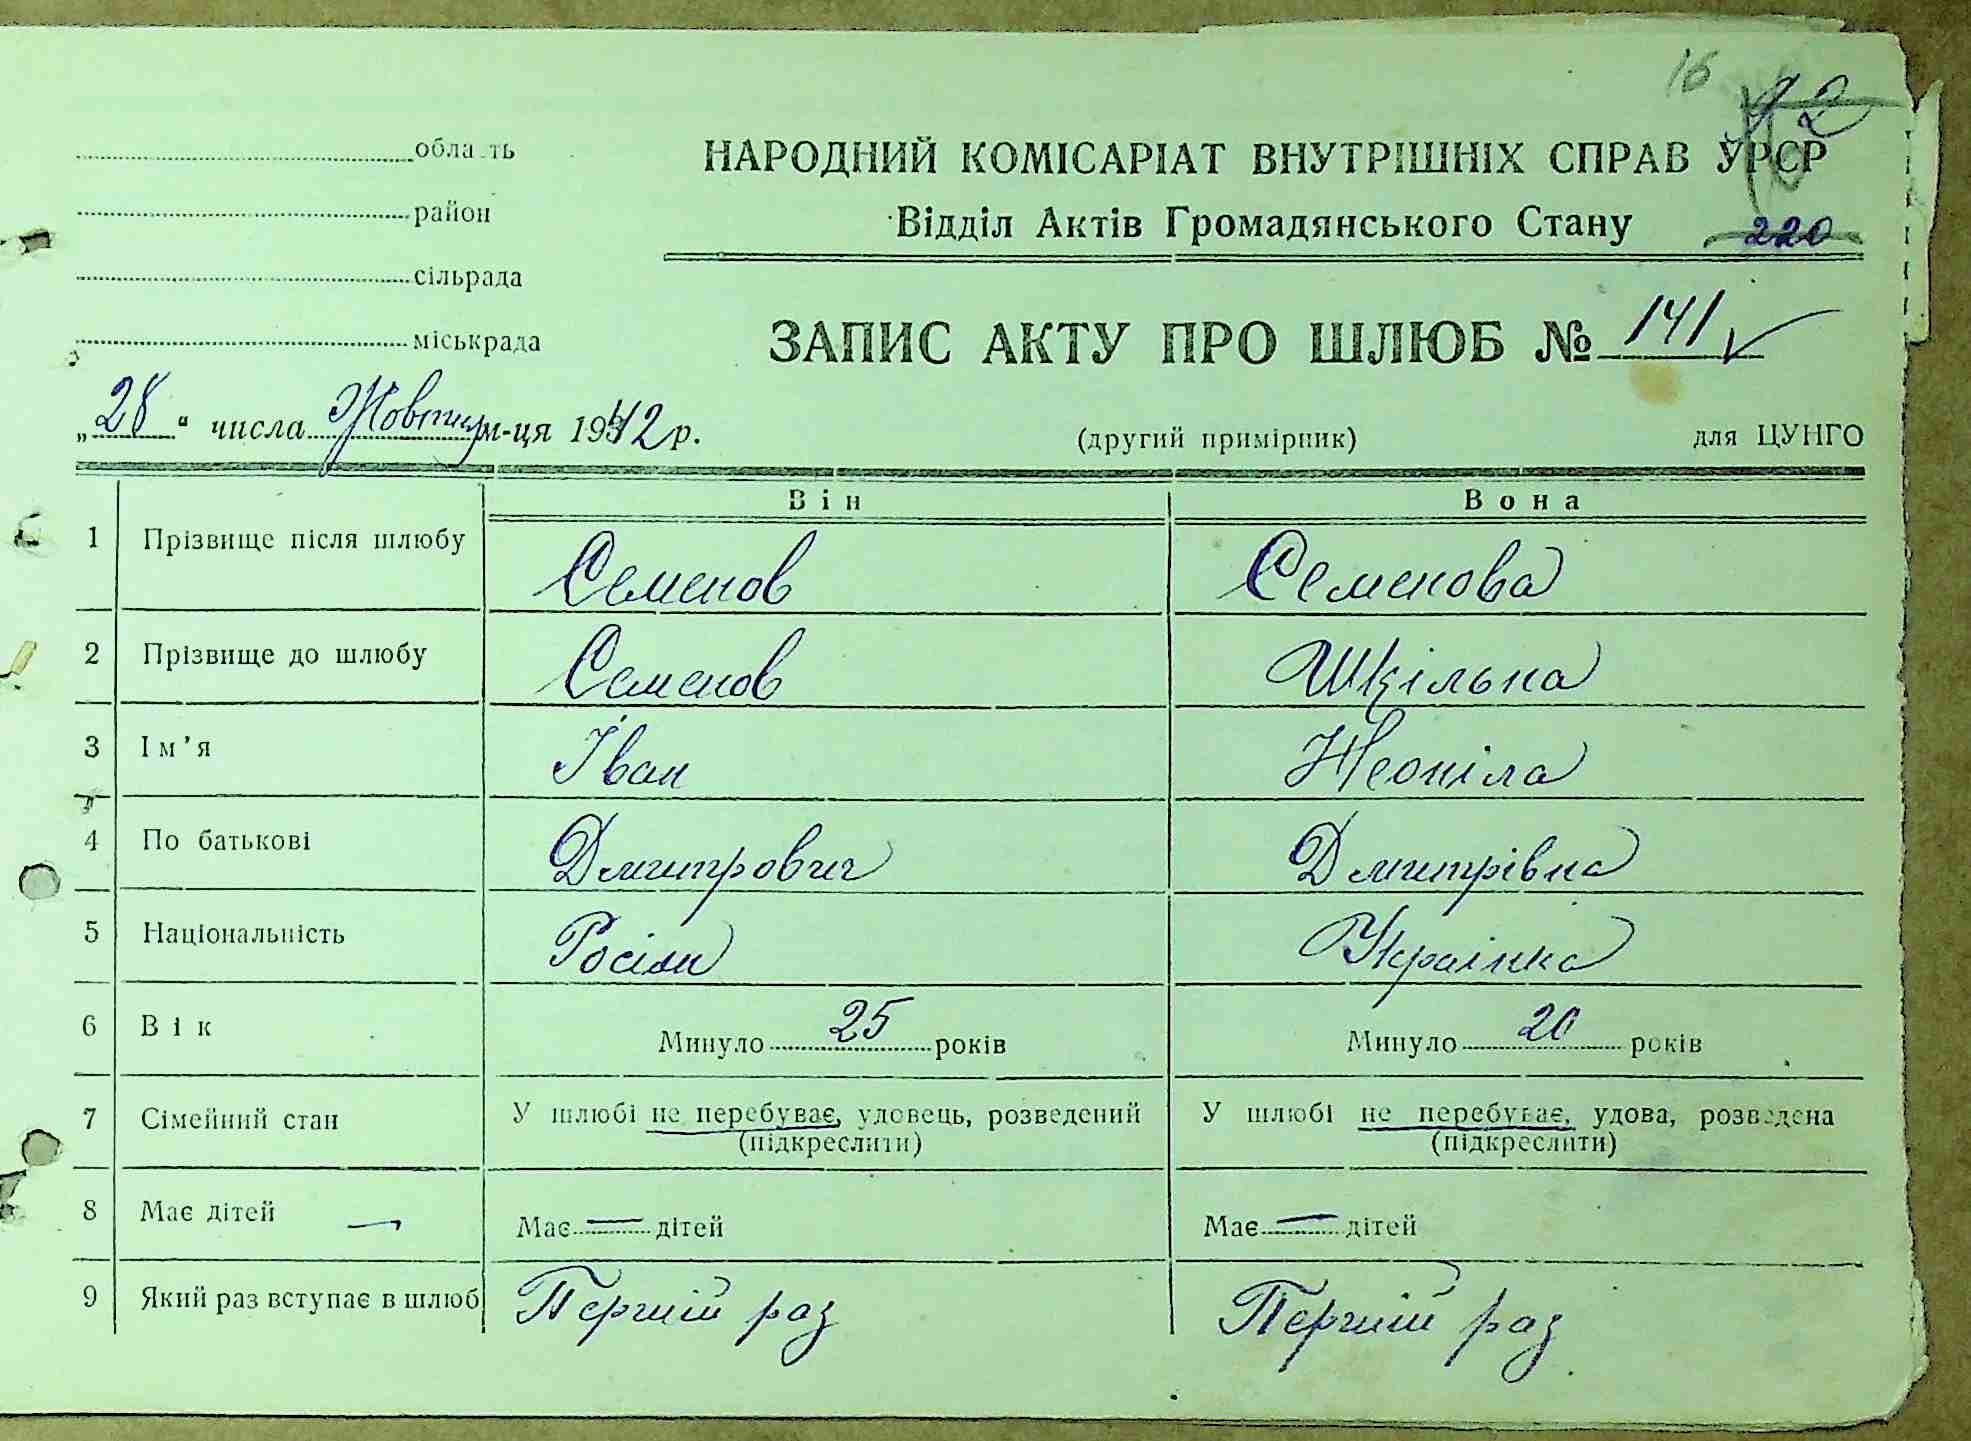 16
92
область
НАРОДНИЙ КОМІСАРІАТ ВНУТРІШНІХ СПРАВ УРСР
район
Відділ Актів Громадянського Стану
220
сільрада
міськрада
ЗАПИС АКТУ ПРО ШЛЮБ № 141
„28“ числа Жовтня м-ця 1942 р.
(другий примірник)
для ЦУНГО
Він
Вона
1 Прізвище після шлюбу Семенов Семенова
2 Прізвище до шлюбу Семенов Шкільна
3 Ім’я Іван Неоніла
4 По батькові Дмитрович Дмитрівна
5 Національність Росіян Украінка
6 Вік Минуло 25 років Минуло 20 років
7 Сімейний стан У шлюбі не перебуває, удовець, розведений У шлюбі не перебуває, удова, розведена
(підкреслити) (підкреслити)
8 Має дітей — Має — дітей Має — дітей
9 Який раз вступає в шлюб Перший раз Перший раз